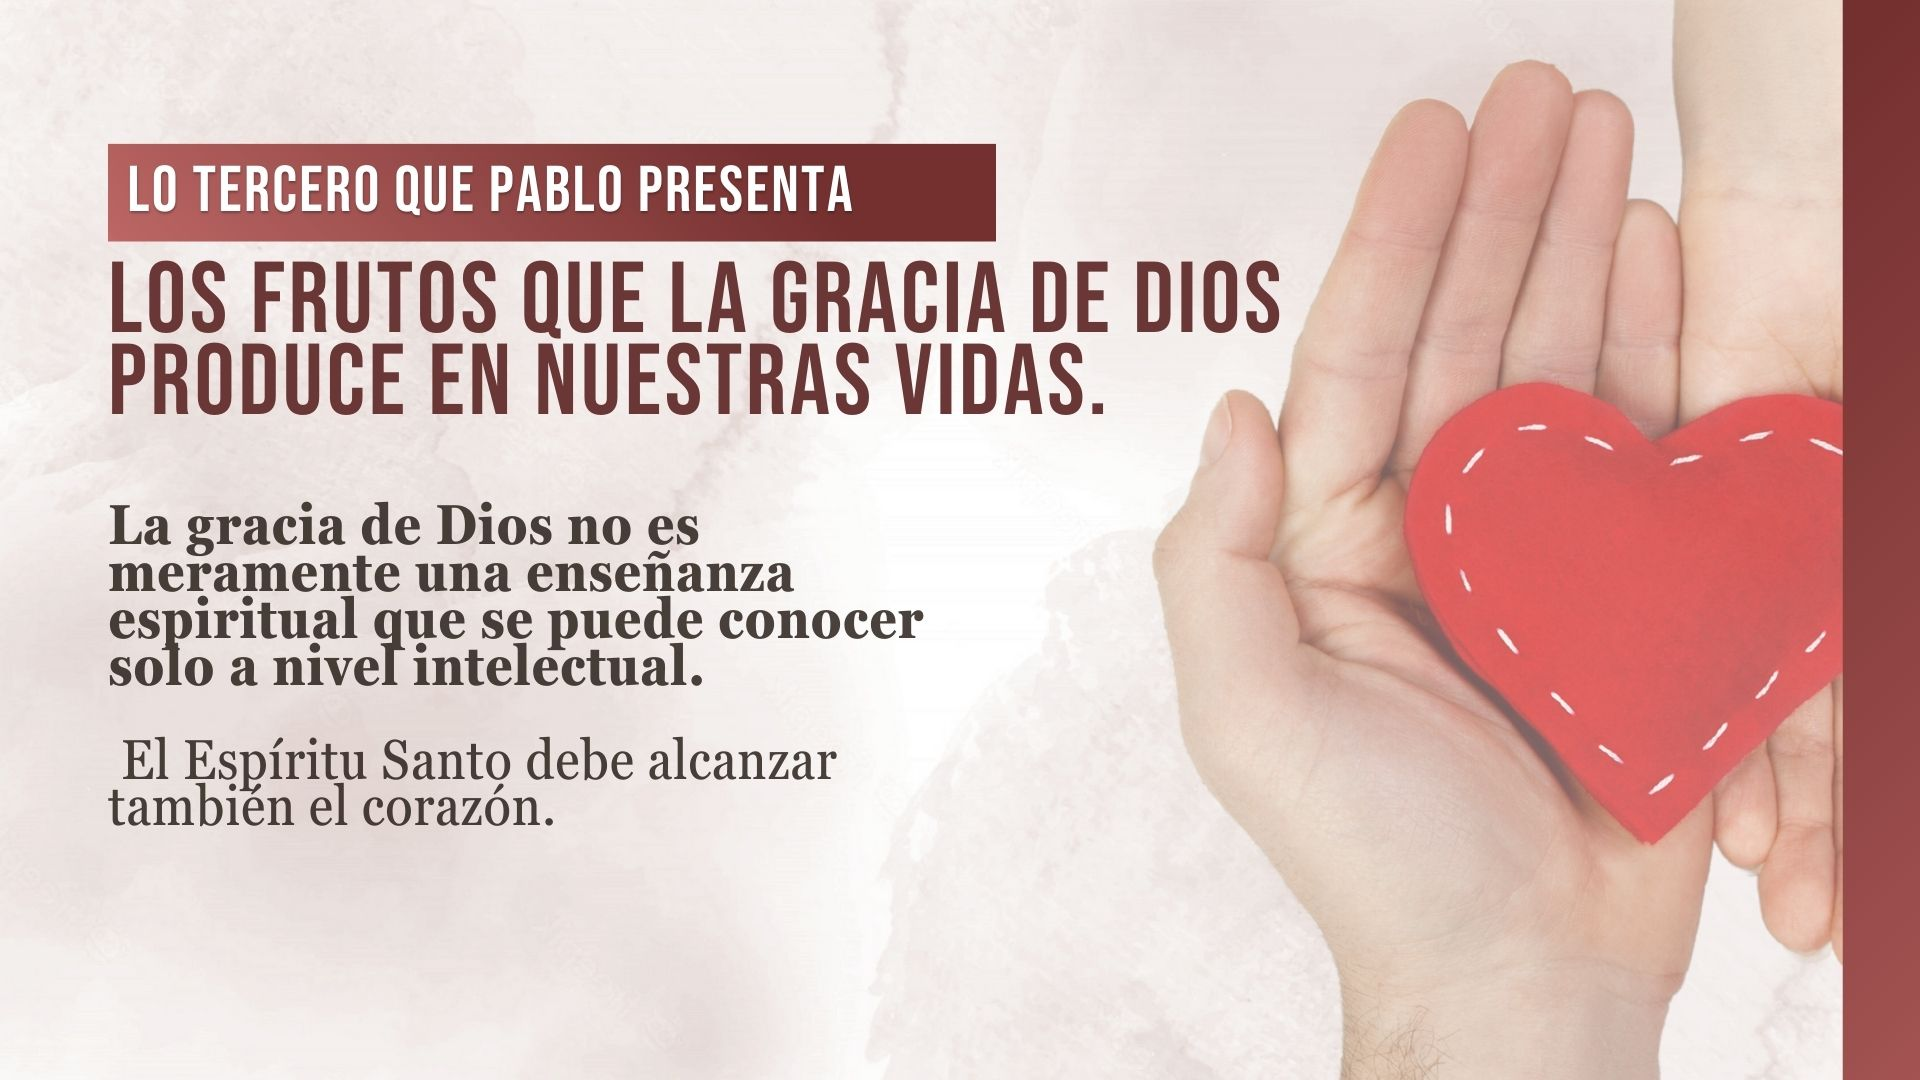 LO TERCERO QUE PABLO PRESENTA
LOS FRUTOS QUE LA GRACIA DE DIOS
PRODUCE EN NUESTRAS VIDAS.
La gracia de Dios no es
meramente una enseñanza
espiritual que se puede conocer
solo a nivel intelectual.
El Espíritu Santo debe alcanzar
también el corazón.